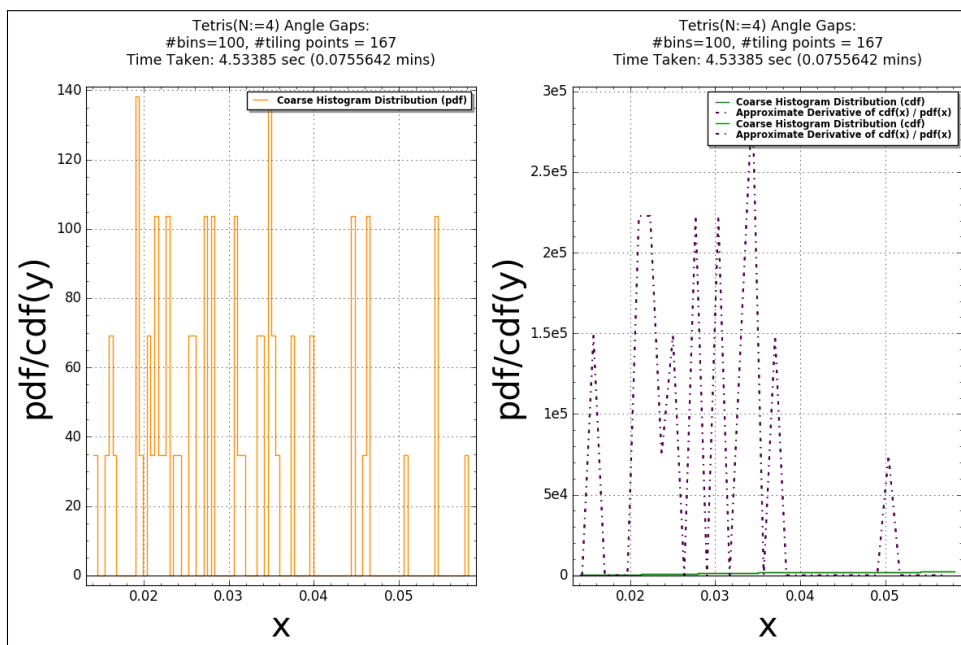 Tetris(N:=4) Angle Gaps:
#bins=100, #tiling points = 167
Time Taken: 4.53385 sec (0.0755642 mins)
Coarse Histogram Distribution (pdf)
140
120
100
80
60
40
20
0
0.02
0.03
0.04
0.05
pdf/cdf(y)
x
Tetris(N:=4) Angle Gaps:
#bins=100, #tiling points = 167
Time Taken: 4.53385 sec (0.0755642 mins)
Coarse Histogram Distribution (cdf)
Approximate Derivative of cdf(x) / pdf(x)
Coarse Histogram Distribution (cdf)
Approximate Derivative of cdf(x) / pdf(x)
3e5
2.5e5
2e5
1.5e5
1e5
5e4
0
0.02
0.03
0.04
0.05
pdf/cdf(y)
x